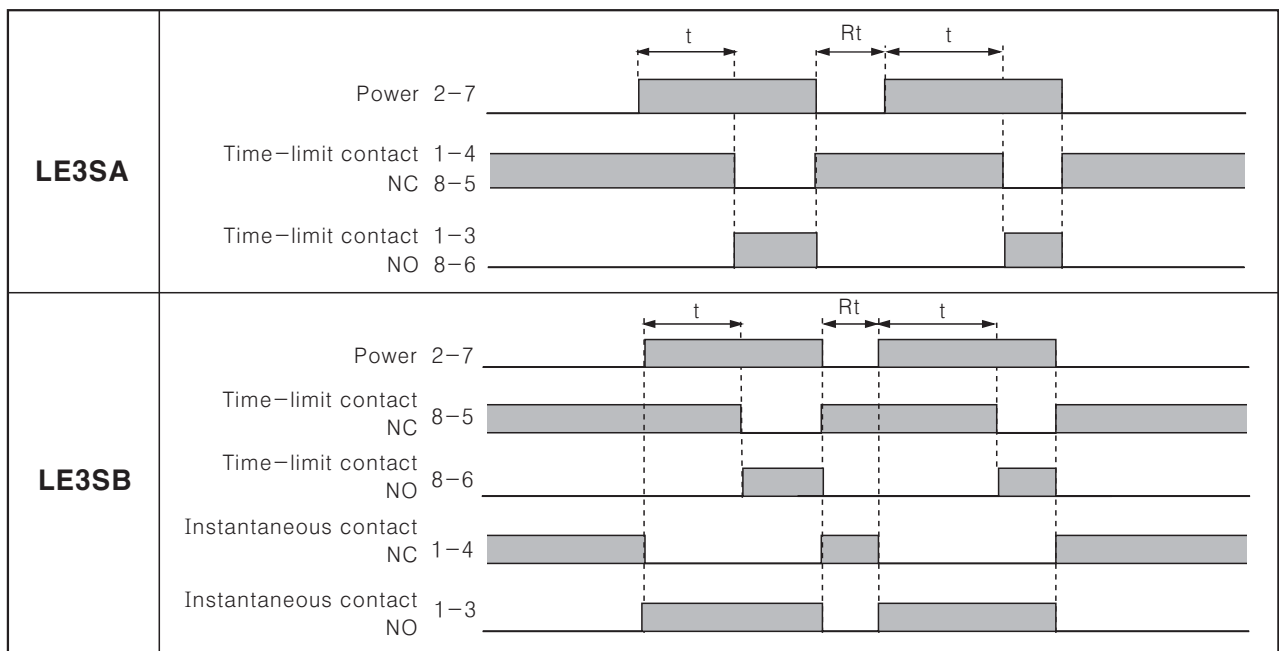 t Rt t
Power 2-7
Time-limit contact 1-4
NC 8-5
LE3SA
Time-limit contact 1-3
NO 8-6
t Rt t
Power 2-7
Time-limit contact
NC 8-5
Time-limit contact
NO 8-6
LE3SB
Instantaneous contact
NC 1-4
Instantaneous contact
NO 1-3